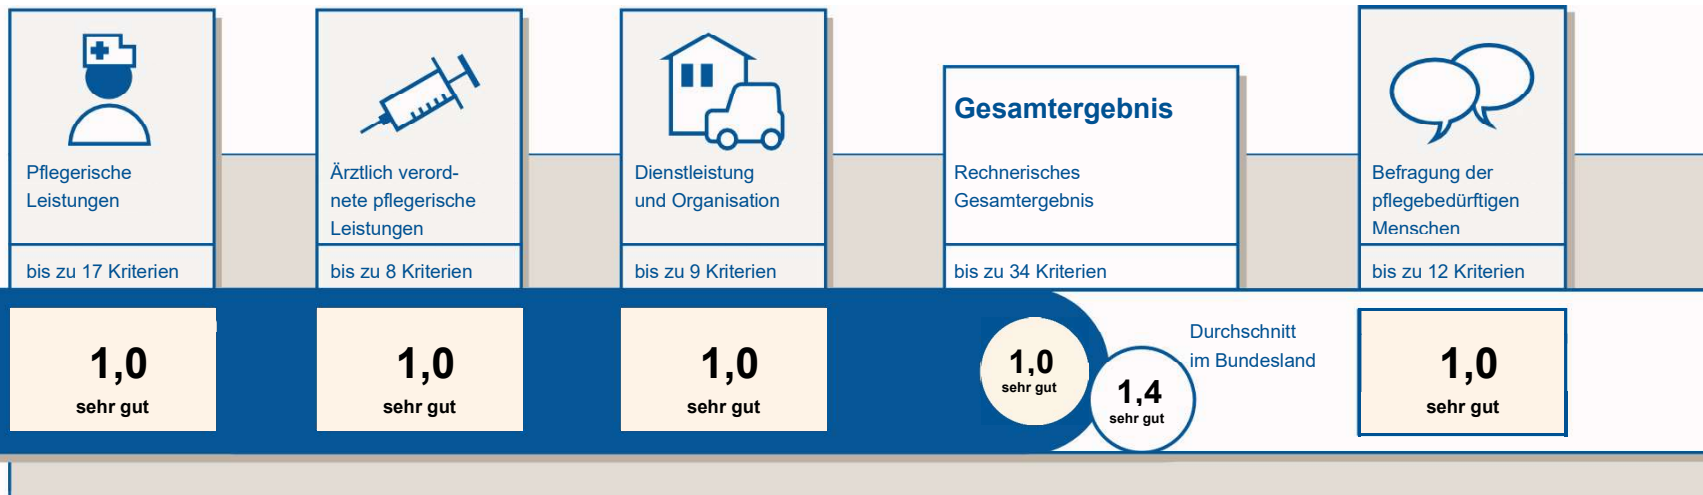 Pflegerische
Leistungen
bis zu 17 Kriterien
1,0
sehr gut
Ärztlich verord-
nete pflegerische
Leistungen
bis zu 8 Kriterien
1,0
sehr gut
Dienstleistung
und Organisation
bis zu 9 Kriterien
1,0
sehr gut
Gesamtergebnis
Rechnerisches
Gesamtergebnis
bis zu 34 Kriterien
1,0
sehr gut
Durchschnitt
im Bundesland
1,4
sehr gut
Befragung der
pflegebedürftigen
Menschen
bis zu 12 Kriterien
1,0
sehr gut